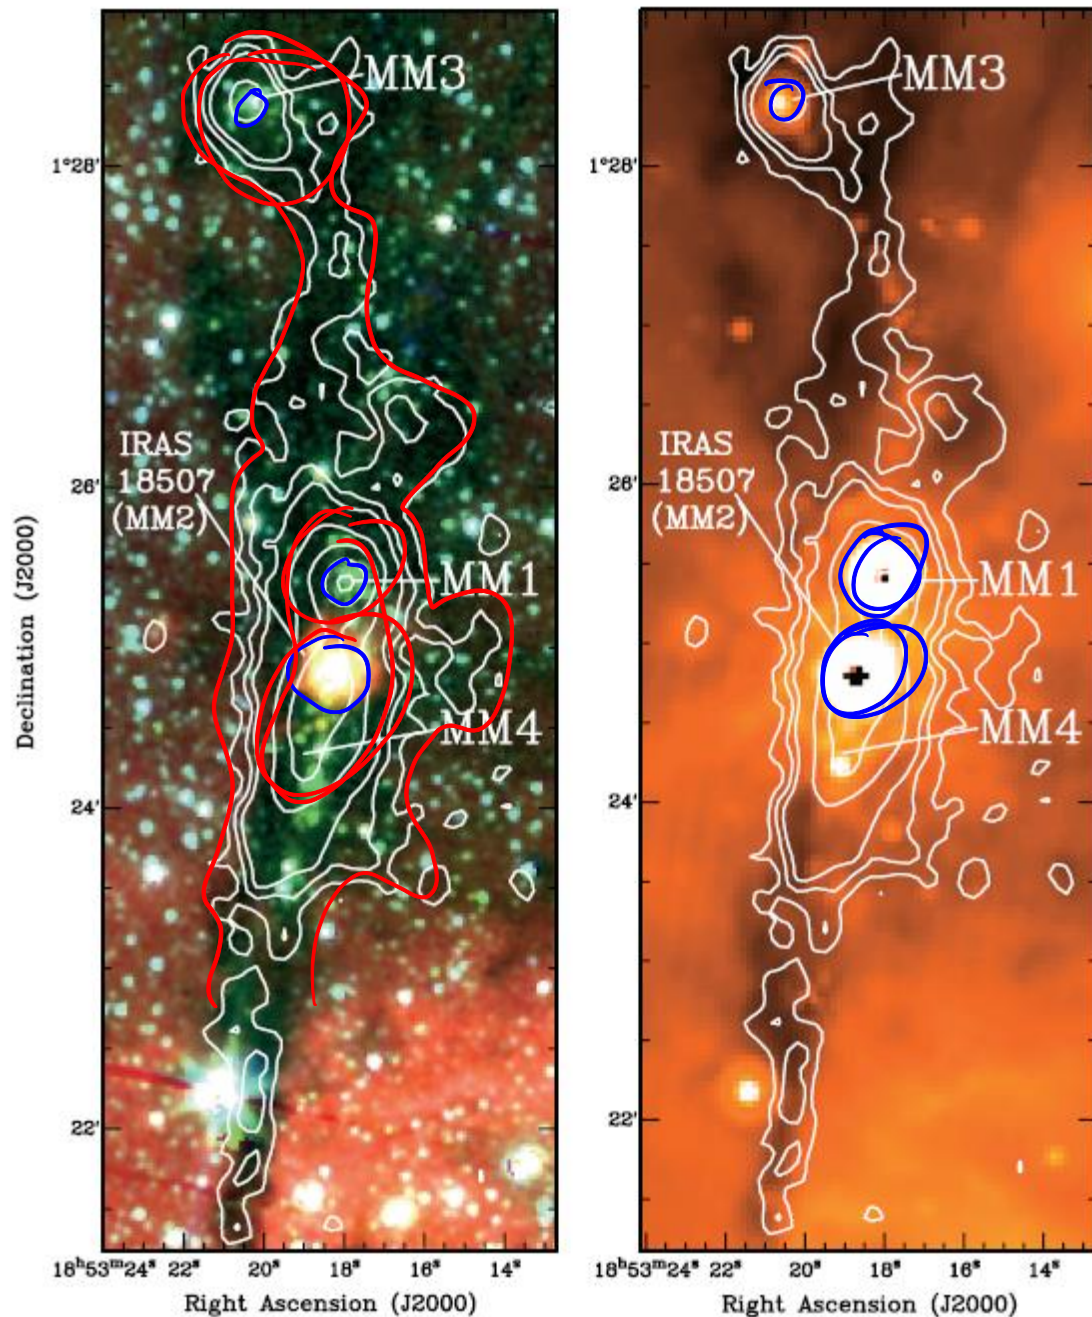 MM3
MM3
1°28'
1°28'
IRAS
18507
(MM2)
IRAS
18507
(MM2)
26'
26'
MM1
MM1
MM4
MM4
24'
24'
22'
22'
Declination (J2000)
18ʰ53ᵐ24ˢ 22ˢ 20ˢ 18ˢ 16ˢ
18ʰ53ᵐ24ˢ 22ˢ 20ˢ 18ˢ 16ˢ
Right Ascension (J2000)
Right Ascension (J2000)